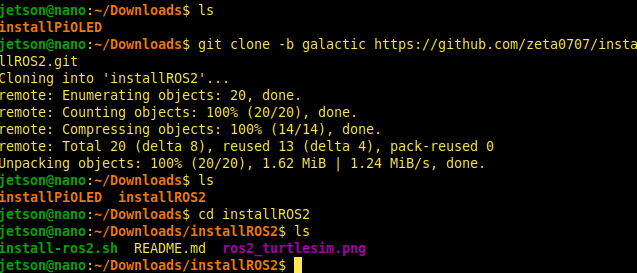 jetson@nano:~/Downloads$ ls
installPiOLED
jetson@nano:~/Downloads$ git clone -b galactic https://github.com/zeta0707/insta
llROS2.git
Cloning into 'installROS2'...
remote: Enumerating objects: 20, done.
remote: Counting objects: 100% (20/20), done.
remote: Compressing objects: 100% (14/14), done.
remote: Total 20 (delta 8), reused 13 (delta 4), pack-reused 0
Unpacking objects: 100% (20/20), 1.62 MiB | 1.24 MiB/s, done.
jetson@nano:~/Downloads$ ls
installPiOLED  installROS2
jetson@nano:~/Downloads$ cd installROS2
jetson@nano:~/Downloads/installROS2$ ls
install-ros2.sh  README.md  ros2_turtlesim.png
jetson@nano:~/Downloads/installROS2$